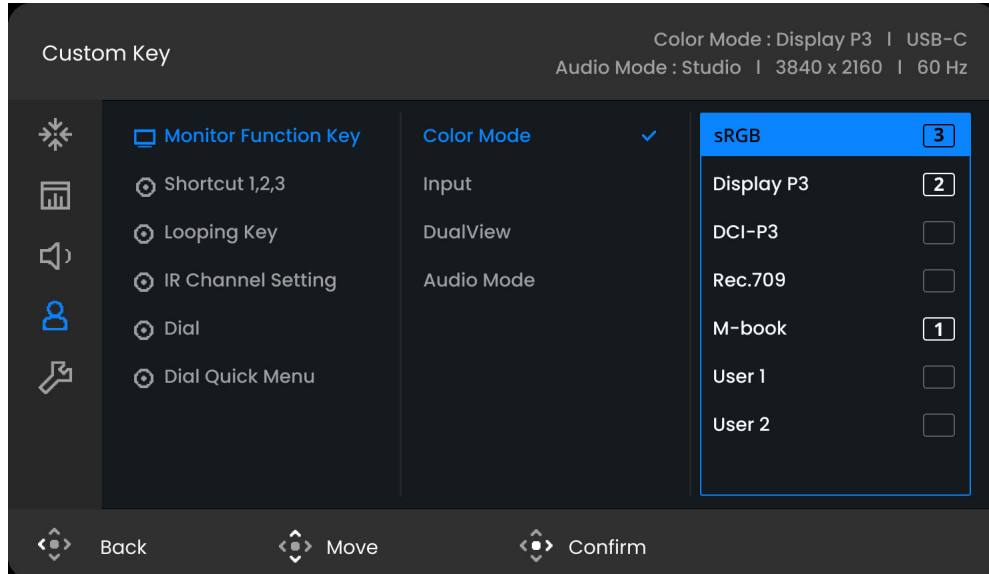 Custom Key
Color Mode : Display P3 I USB-C
Audio Mode : Studio I 3840 x 2160 I 60 Hz
Monitor Function Key
Shortcut 1,2,3
Looping Key
IR Channel Setting
Dial
Dial Quick Menu
Color Mode
Input
DualView
Audio Mode
sRGB 3
Display P3 2
DCI-P3
Rec.709
M-book 1
User 1
User 2
Back Move Confirm